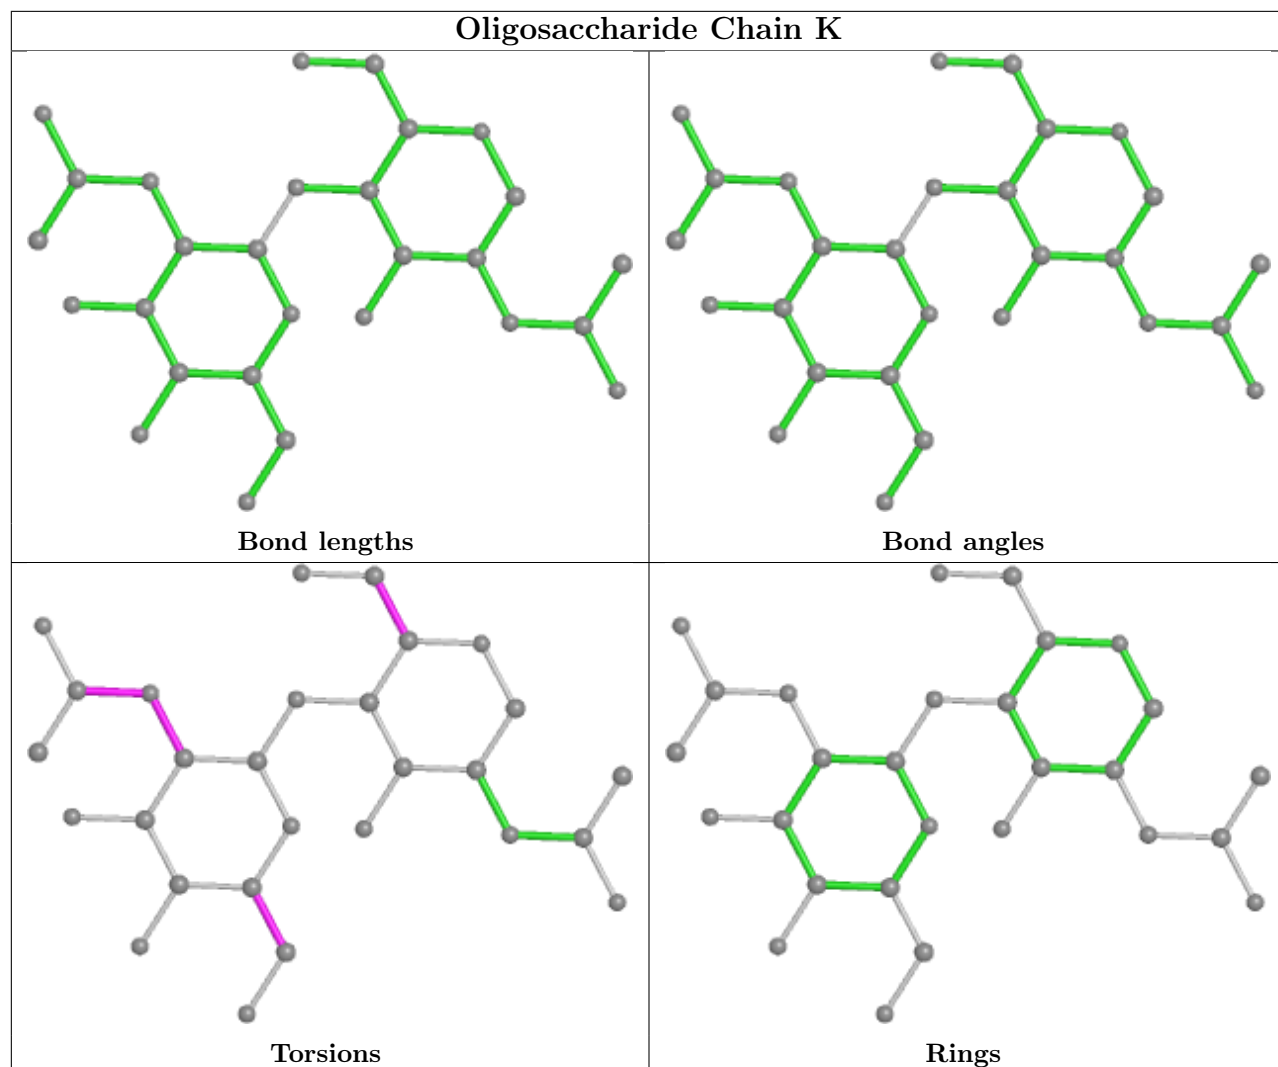 Oligosaccharide Chain K
Bond lengths
Bond angles
Torsions
Rings